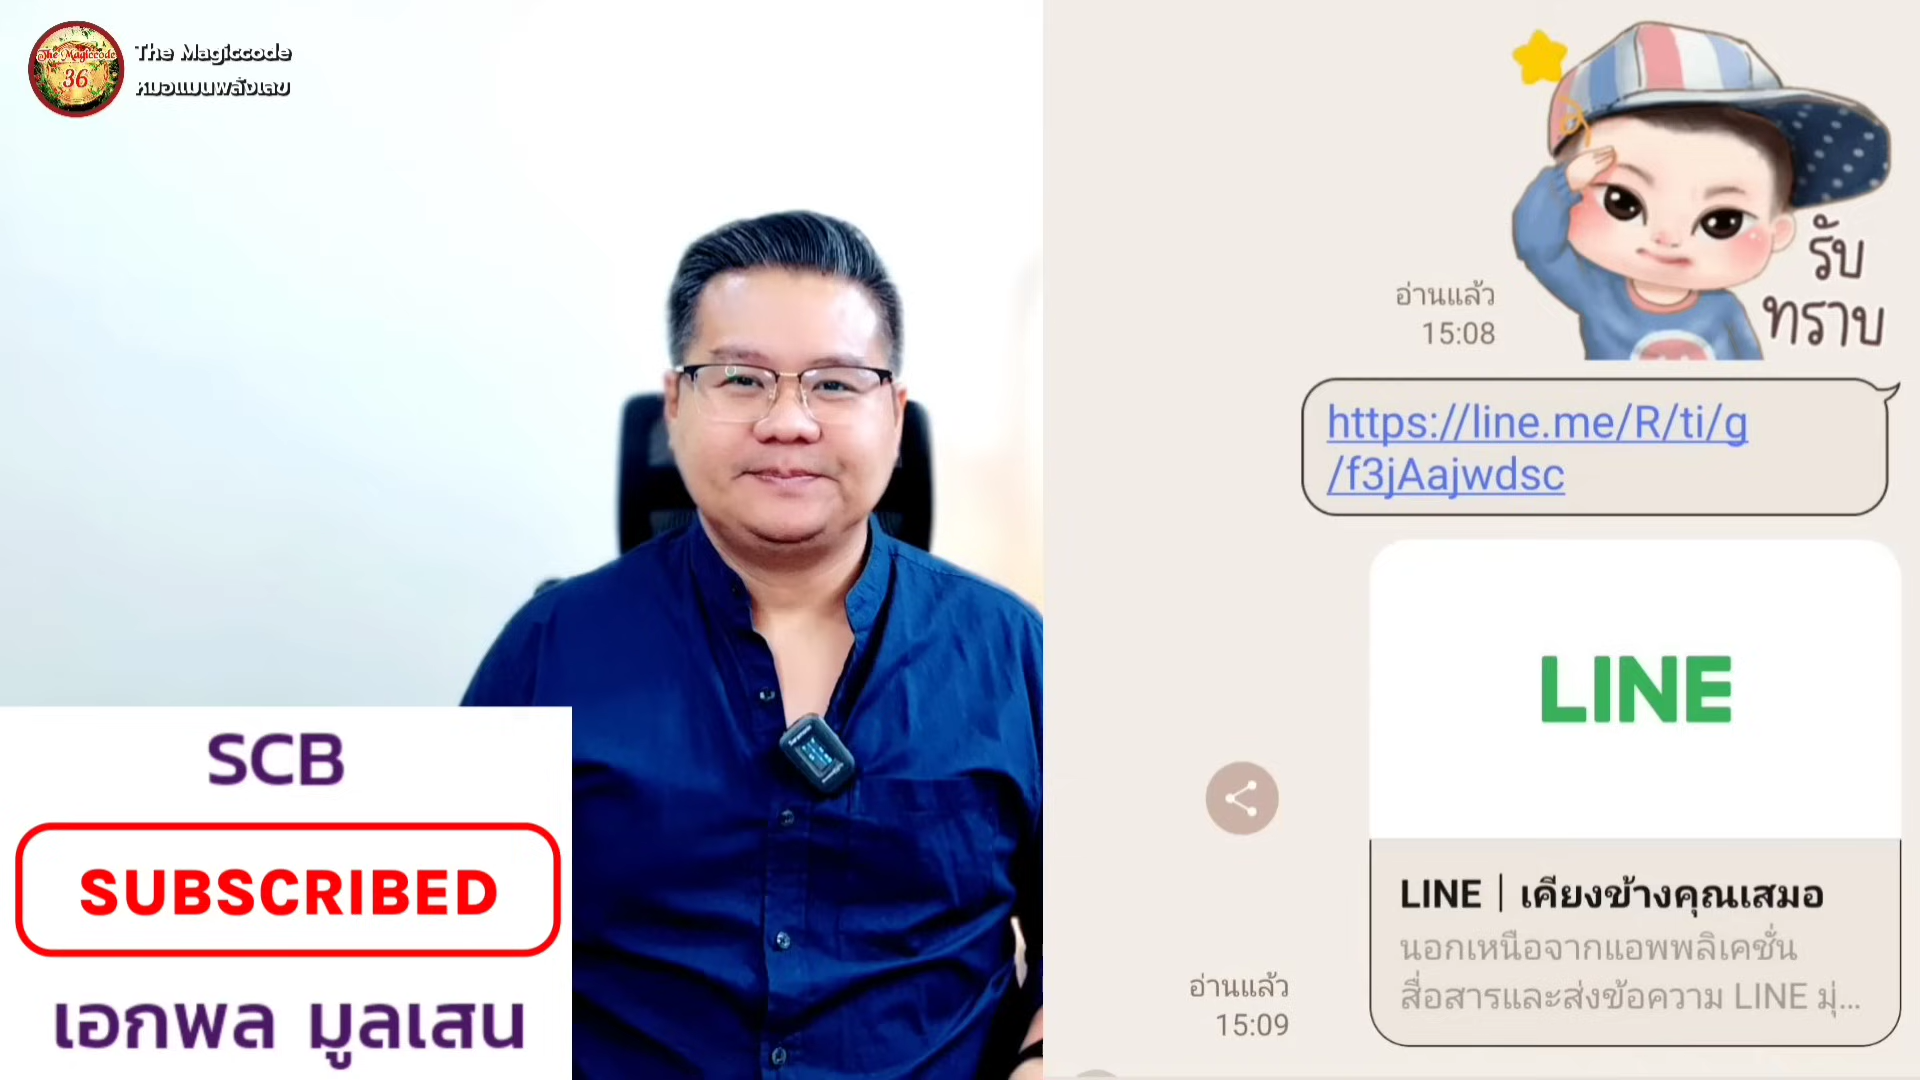 The Magiccode
36
The Magiccode
หมอแมนพลังเลข
SCB
SUBSCRIBED
เอกพล มูลเสน
รับ
ทราบ
อ่านแล้ว
15:08
https://line.me/R/ti/g
/f3jAajwdsc
LINE
LINE | เคียงข้างคุณเสมอ
นอกเหนือจากแอพพลิเคชั่น
สื่อสารและส่งข้อความ LINE มุ่...
อ่านแล้ว
15:09